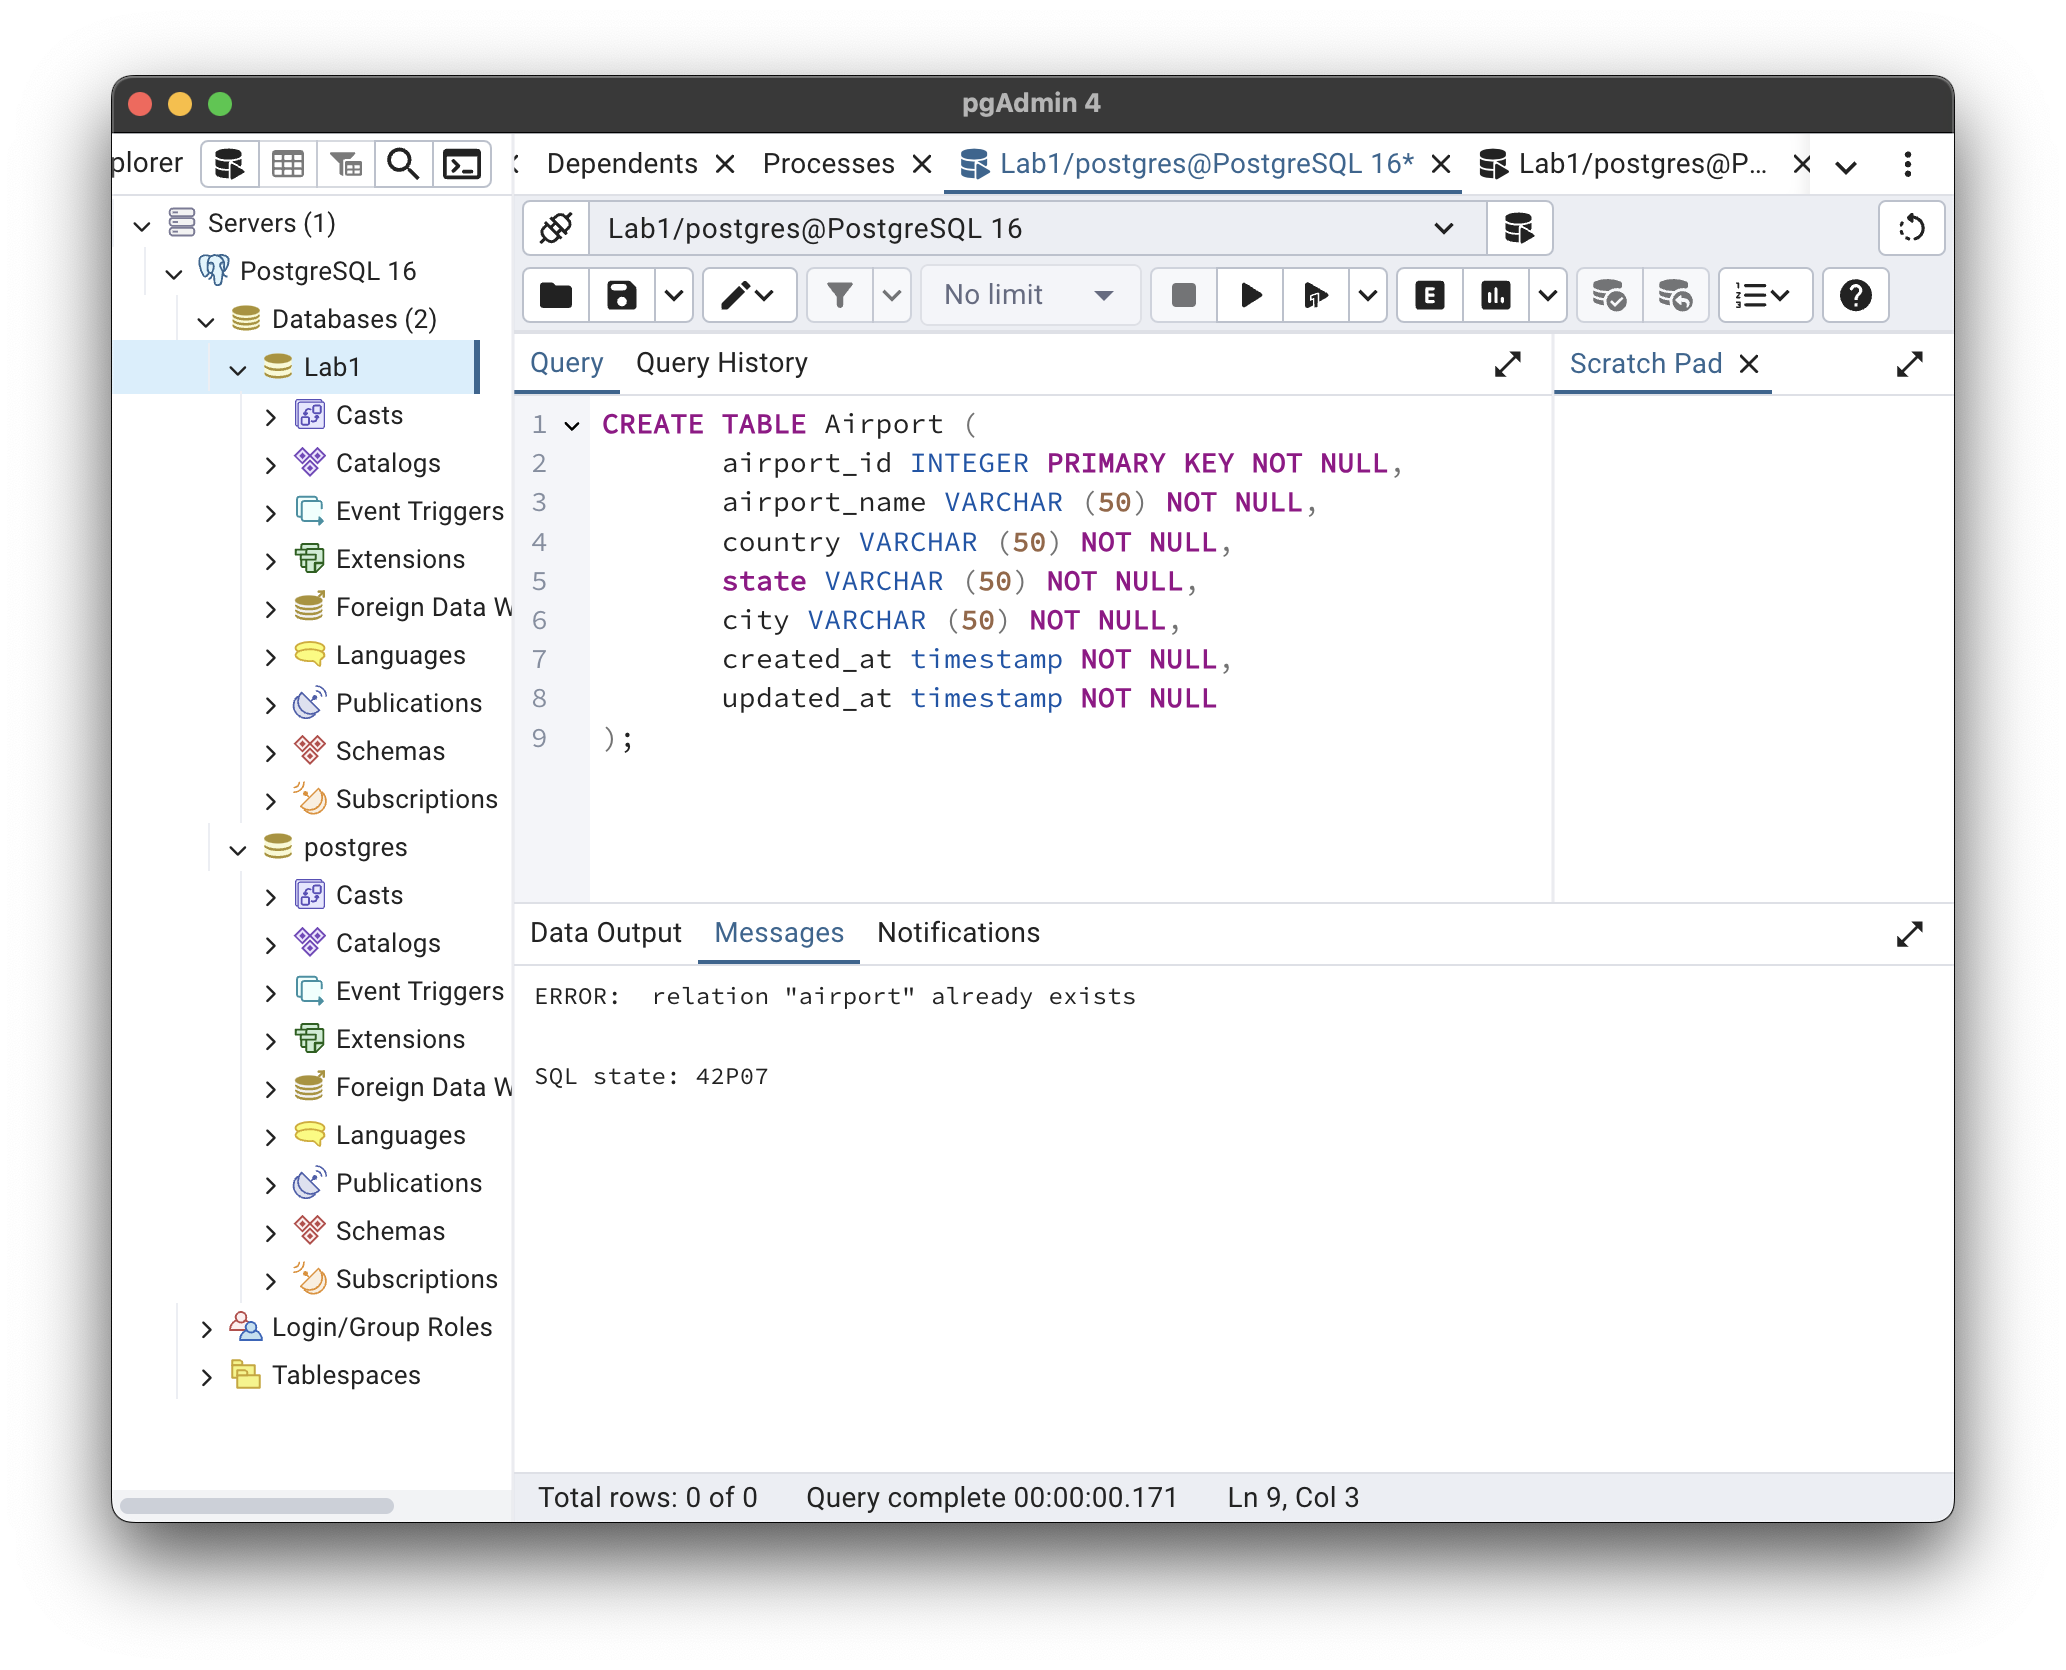 pgAdmin 4
plorer
Dependents
Processes
Lab1/postgres@PostgreSQL 16*
Lab1/postgres@P...
Servers (1)
PostgreSQL 16
Databases (2)
Lab1
Casts
Catalogs
Event Triggers
Extensions
Foreign Data W
Languages
Publications
Schemas
Subscriptions
postgres
Casts
Catalogs
Event Triggers
Extensions
Foreign Data W
Languages
Publications
Schemas
Subscriptions
Login/Group Roles
Tablespaces
Lab1/postgres@PostgreSQL 16
No limit
E
Query
Query History
Scratch Pad
1 CREATE TABLE Airport (
2 airport_id INTEGER PRIMARY KEY NOT NULL,
3 airport_name VARCHAR (50) NOT NULL,
4 country VARCHAR (50) NOT NULL,
5 state VARCHAR (50) NOT NULL,
6 city VARCHAR (50) NOT NULL,
7 created_at timestamp NOT NULL,
8 updated_at timestamp NOT NULL
9 );
Data Output
Messages
Notifications
ERROR:  relation "airport" already exists
SQL state: 42P07
Total rows: 0 of 0
Query complete 00:00:00.171
Ln 9, Col 3